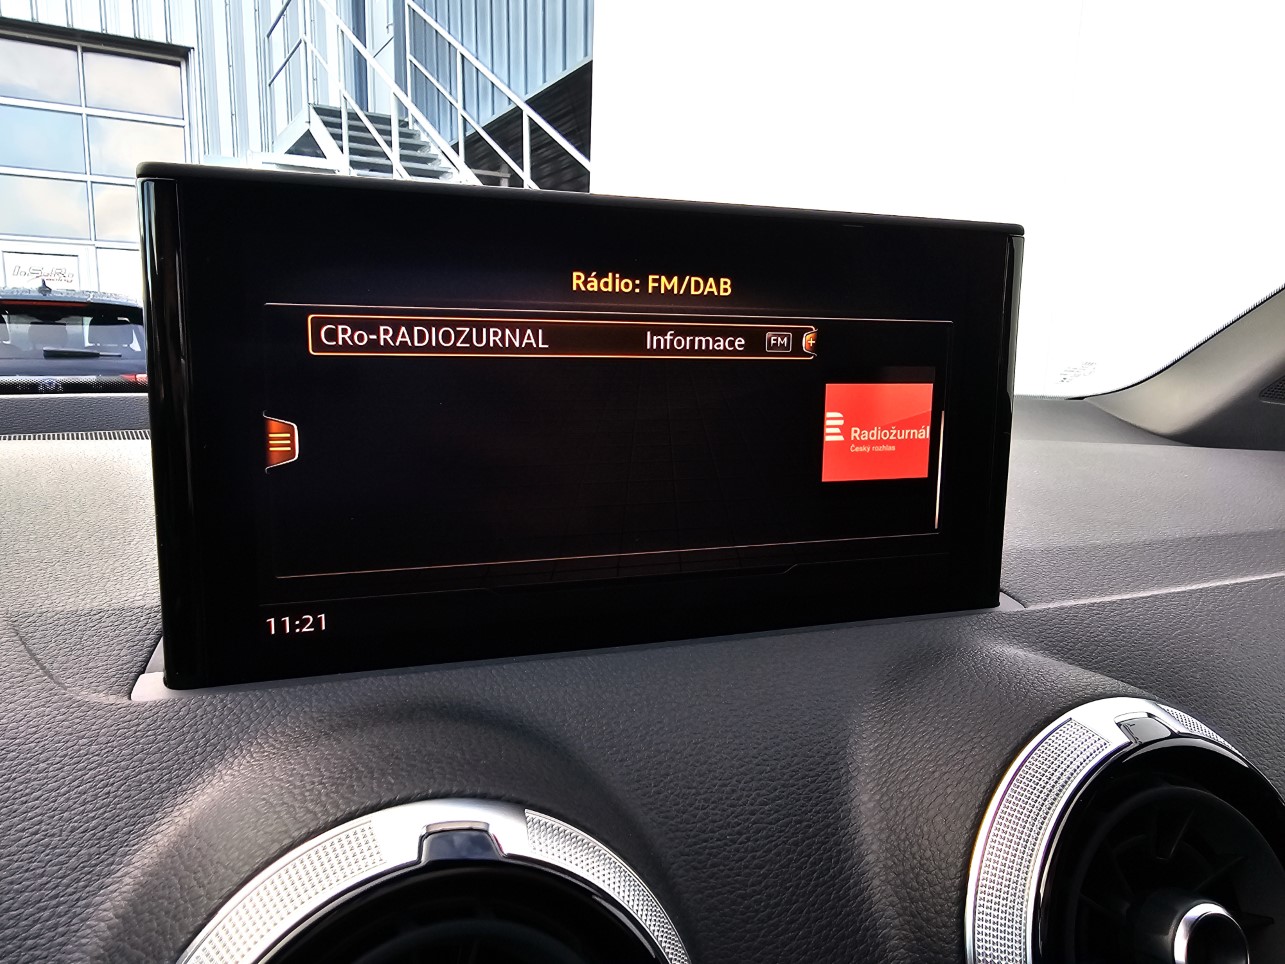 Rádio: FM/DAB
CRo-RADIOZURNAL Informace FM
Radiožurnál
Český rozhlas
11:21